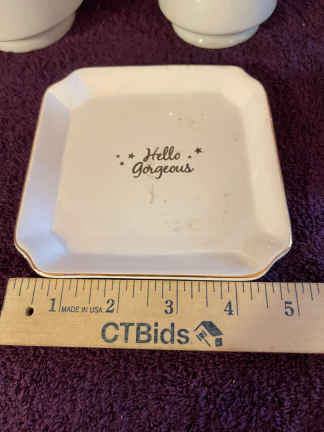 Hello
gorgeous
1 MADE IN USA 2 3 4 5
CTBids